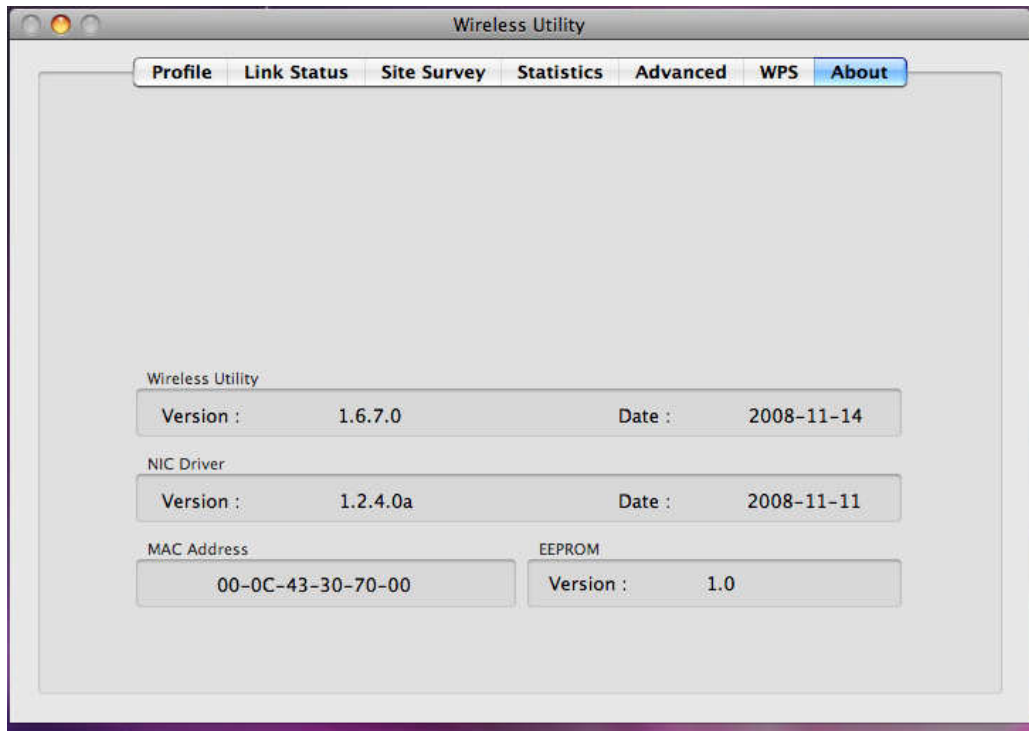 Wireless Utility
Profile Link Status Site Survey Statistics Advanced WPS About
Wireless Utility
Version : 1.6.7.0 Date : 2008-11-14
NIC Driver
Version : 1.2.4.0a Date : 2008-11-11
MAC Address EEPROM
00-0C-43-30-70-00 Version : 1.0